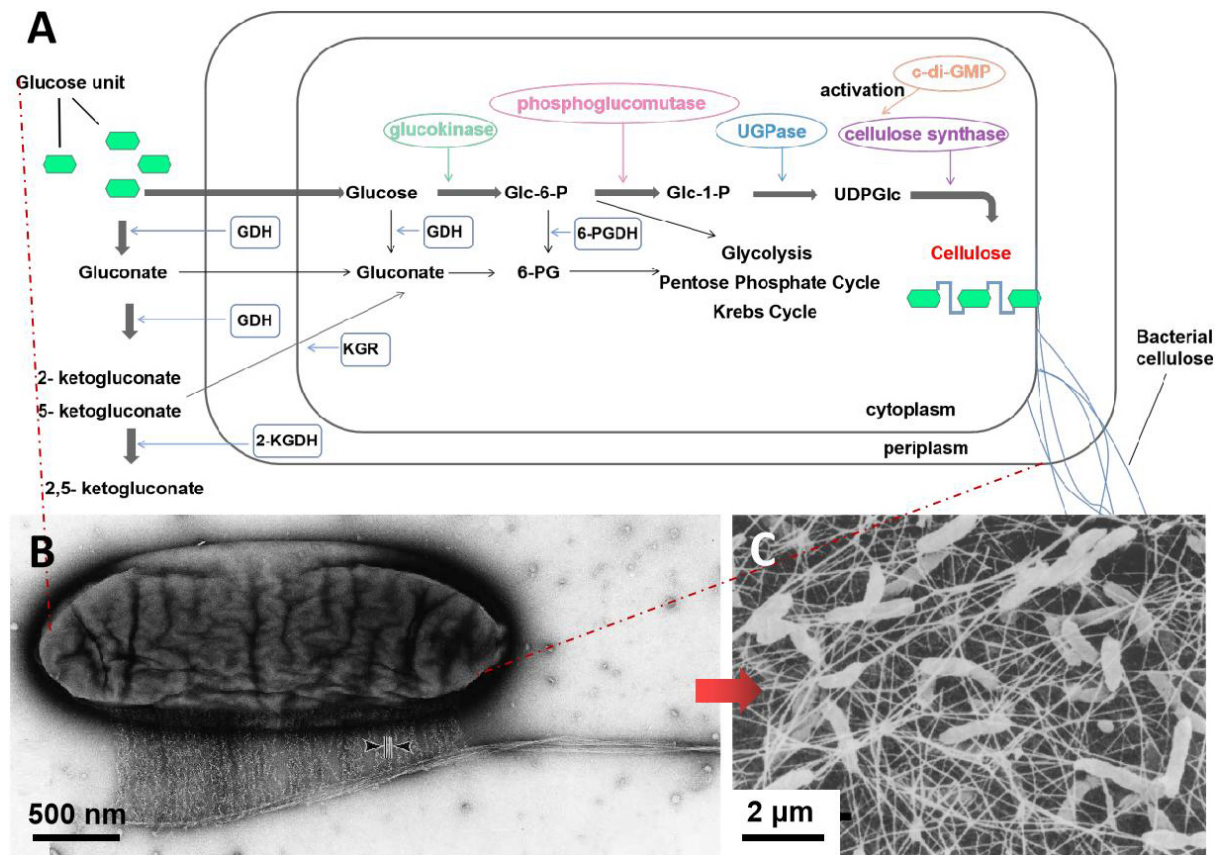 A
Glucose unit
c-di-GMP
activation
phosphoglucomutase
glucokinase
UGPase
cellulose synthase
Glucose
Glc-6-P
Glc-1-P
UDPGlc
GDH
GDH
6-PGDH
Glycolysis
Cellulose
Gluconate
Gluconate
6-PG
Pentose Phosphate Cycle
Krebs Cycle
GDH
KGR
Bacterial
cellulose
2- ketogluconate
5- ketogluconate
cytoplasm
2-KGDH
periplasm
2,5- ketogluconate
B
C
500 nm
2 µm